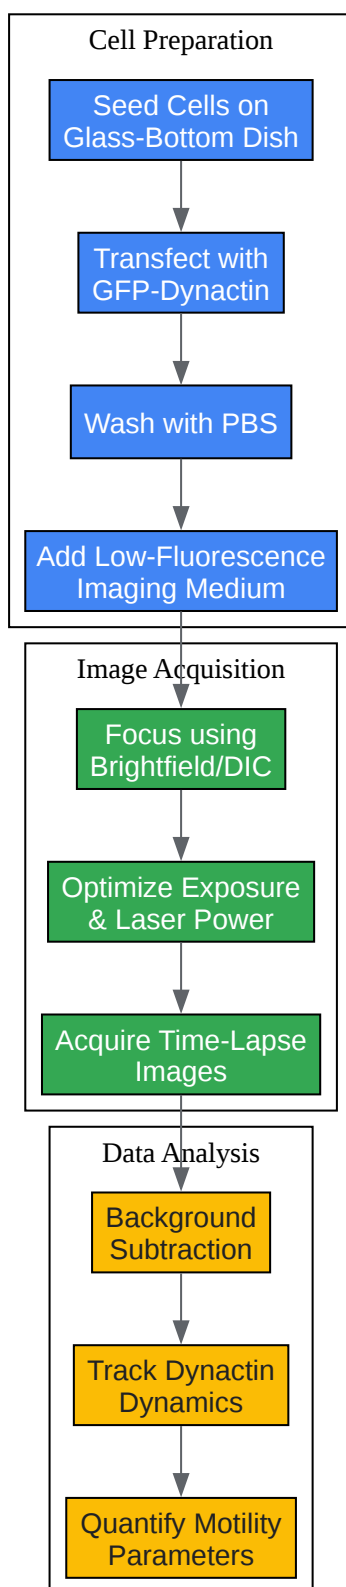 Cell Preparation
Seed Cells on
Glass-Bottom Dish
Transfect with
GFP-Dynactin
Wash with PBS
Add Low-Fluorescence
Imaging Medium
Image Acquisition
Focus using
Brightfield/DIC
Optimize Exposure
& Laser Power
Acquire Time-Lapse
Images
Data Analysis
Background
Subtraction
Track Dynactin
Dynamics
Quantify Motility
Parameters